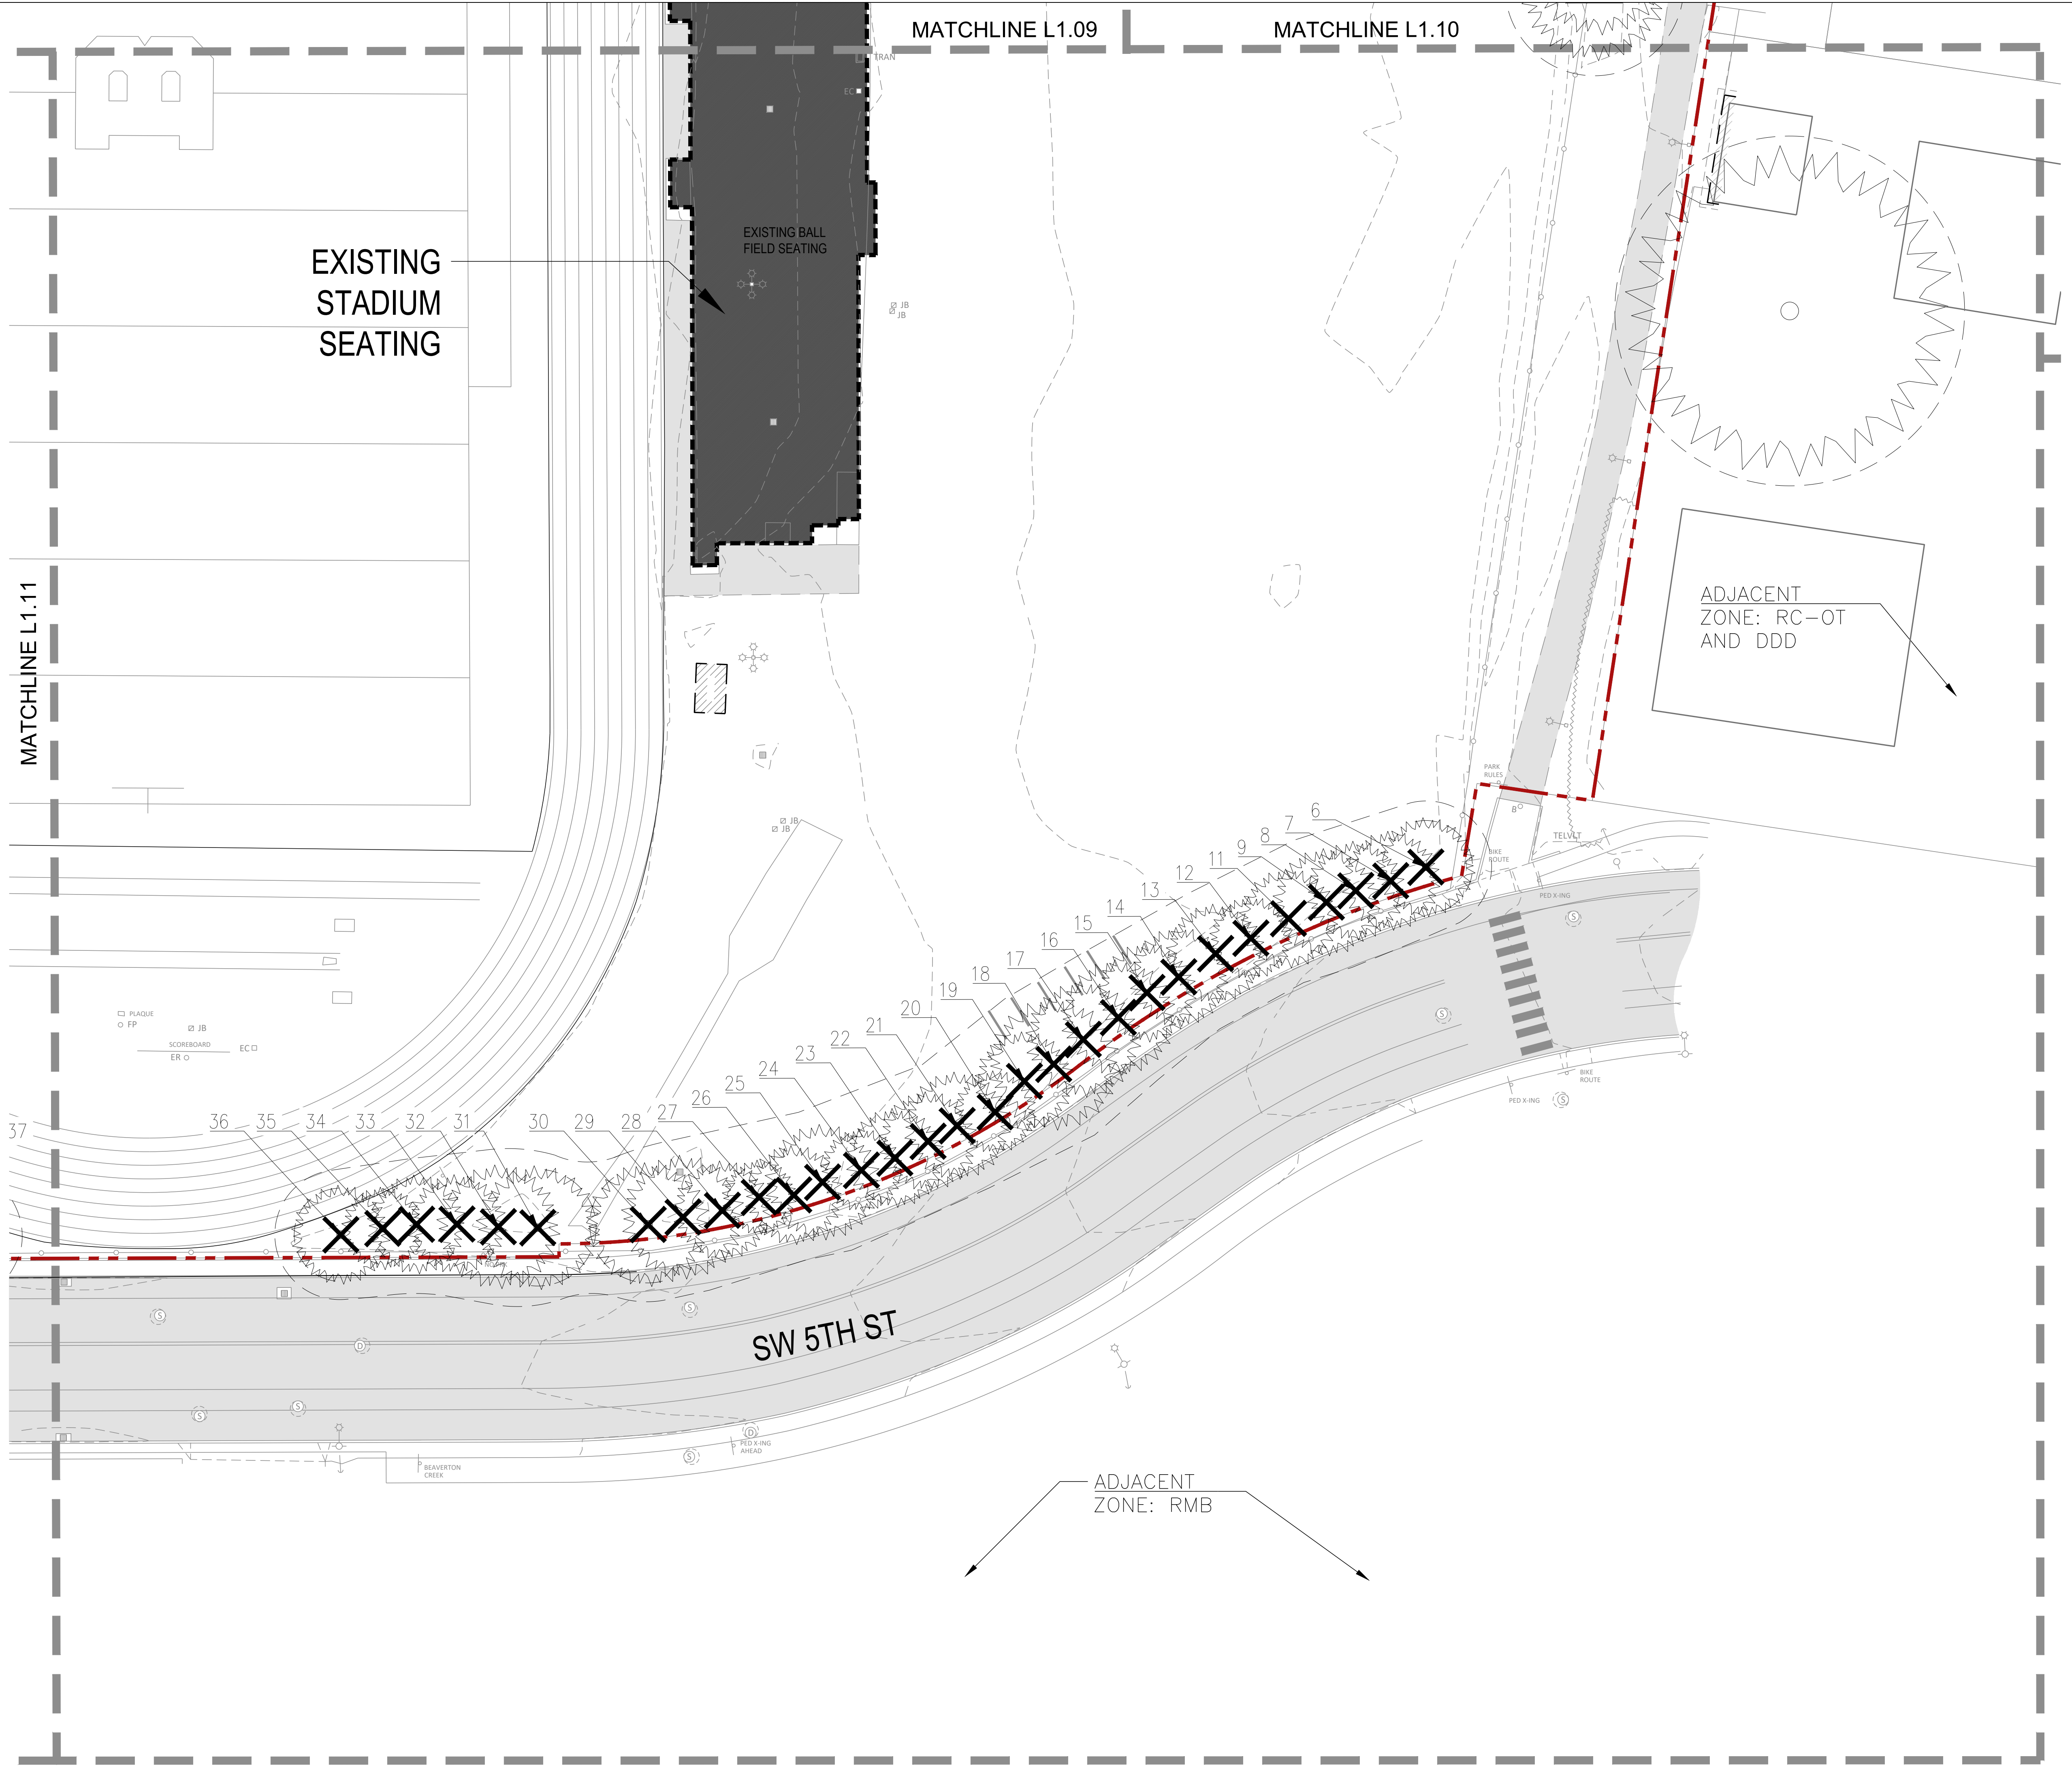 MATCHLINE L1.09
MATCHLINE L1.10
TRAN
EC
EXISTING BALL
FIELD SEATING
EXISTING
STADIUM
SEATING
JB
JB
MATCHLINE L1.11
ADJACENT
ZONE: RC-OT
AND DDD
PARK
RULES
B
TELVLT
BIKE
ROUTE
PED X-ING
S
JB
JB
6
7
8
9
11
12
13
14
15
16
17
18
19
20
21
22
23
24
25
26
27
28
29
30
31
32
33
34
35
36
37
PLAQUE
FP
JB
SCOREBOARD
ER
EC
S
BIKE
ROUTE
PED X-ING
S
S
S
D
SW 5TH ST
S
S
D
PED X-ING
AHEAD
S
BEAVERTON
CREEK
ADJACENT
ZONE: RMB